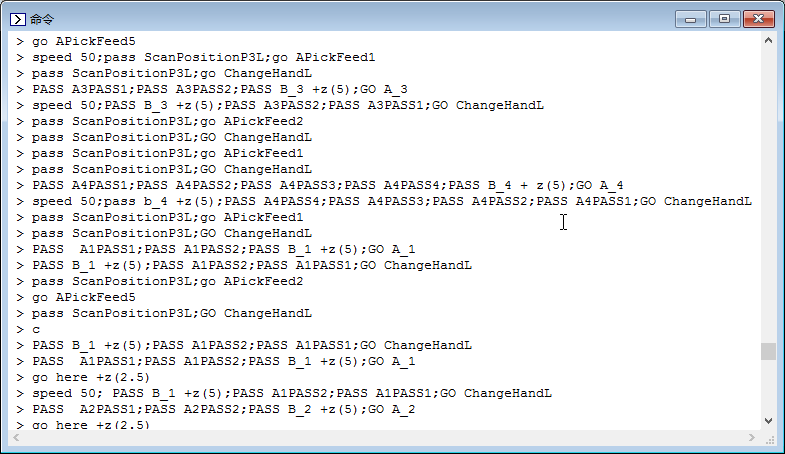 命令
> go APickFeed5
> speed 50;pass ScanPositionP3L;go APickFeed1
> pass ScanPositionP3L;go ChangeHandL
> PASS A3PASS1;PASS A3PASS2;PASS B_3 +z(5);GO A_3
> speed 50;PASS B_3 +z(5);PASS A3PASS2;PASS A3PASS1;GO ChangeHandL
> pass ScanPositionP3L;go APickFeed2
> pass ScanPositionP3L;GO ChangeHandL
> pass ScanPositionP3L;go APickFeed1
> pass ScanPositionP3L;GO ChangeHandL
> PASS A4PASS1;PASS A4PASS2;PASS A4PASS3;PASS A4PASS4;PASS B_4 + z(5);GO A_4
> speed 50;pass b_4 +z(5);PASS A4PASS4;PASS A4PASS3;PASS A4PASS2;PASS A4PASS1;GO ChangeHandL
> pass ScanPositionP3L;go APickFeed1
> pass ScanPositionP3L;GO ChangeHandL
> PASS  A1PASS1;PASS A1PASS2;PASS B_1 +z(5);GO A_1
> PASS B_1 +z(5);PASS A1PASS2;PASS A1PASS1;GO ChangeHandL
> pass ScanPositionP3L;go APickFeed2
> go APickFeed5
> pass ScanPositionP3L;GO ChangeHandL
> c
> PASS B_1 +z(5);PASS A1PASS2;PASS A1PASS1;GO ChangeHandL
> PASS  A1PASS1;PASS A1PASS2;PASS B_1 +z(5);GO A_1
> go here +z(2.5)
> speed 50; PASS B_1 +z(5);PASS A1PASS2;PASS A1PASS1;GO ChangeHandL
> PASS  A2PASS1;PASS A2PASS2;PASS B_2 +z(5);GO A_2
> go here +z(2.5)